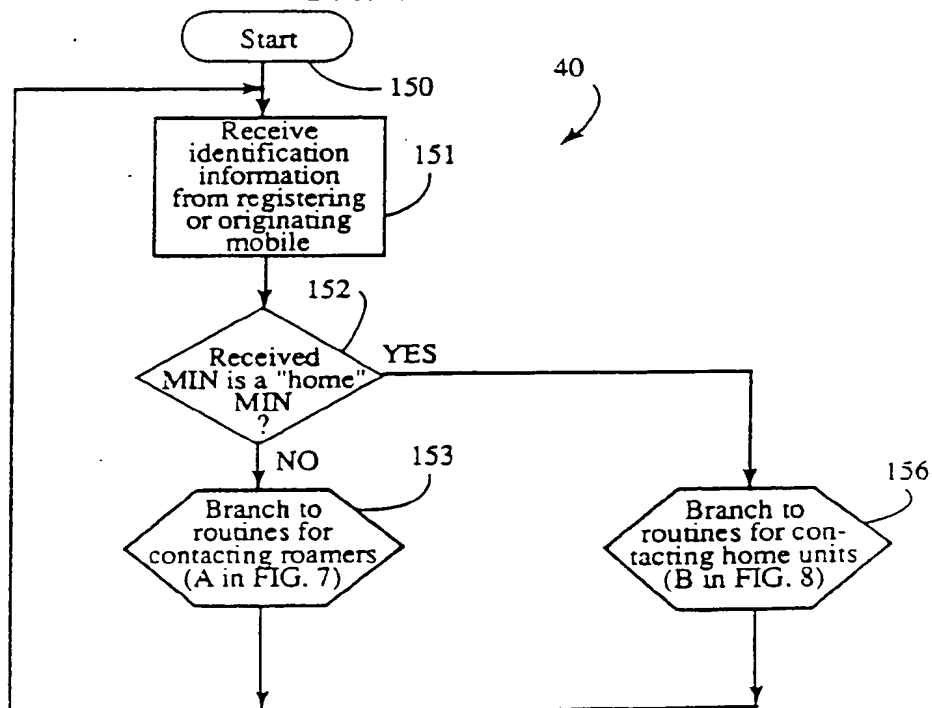 Start
150
40
Receive
identification
information
from registering
or originating
mobile
151
152
Received
MIN is a "home"
MIN
?
YES
NO
153
Branch to
routines for
contacting roamers
(A in FIG. 7)
156
Branch to
routines for con-
tacting home units
(B in FIG. 8)